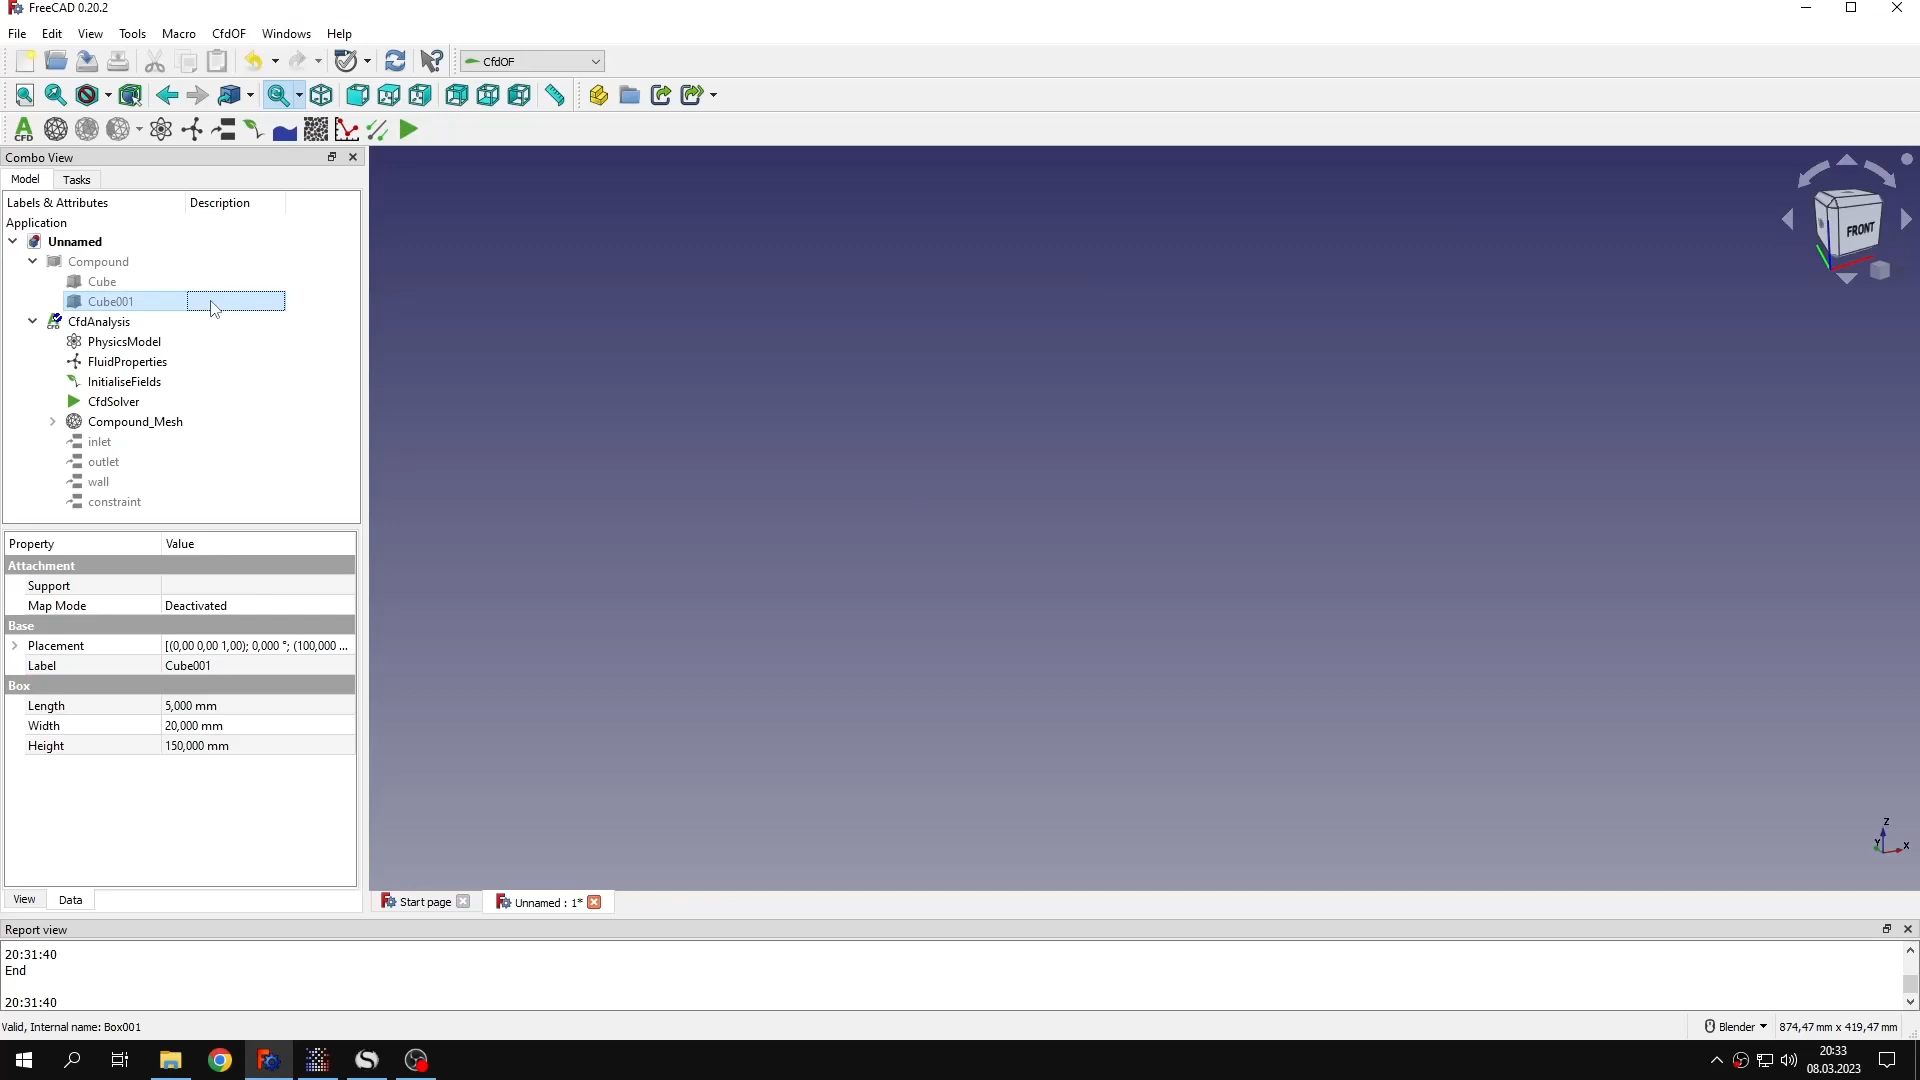 FreeCAD 0.20.2
File Edit View Tools Macro CfdOF Windows Help
CfdOF
A CFD
Combo View
Model Tasks
Labels & Attributes Description
Application
Unnamed
Compound
Cube
Cube001
CfdAnalysis
PhysicsModel
FluidProperties
InitialiseFields
CfdSolver
Compound_Mesh
inlet
outlet
wall
constraint
FRONT
Property Value
Attachment
Support
Map Mode Deactivated
Base
Placement [(0,00 0,00 1,00); 0,000 °; (100,000 ...
Label Cube001
Box
Length 5,000 mm
Width 20,000 mm
Height 150,000 mm
Z
Y X
View Data
Start page Unnamed : 1*
Report view
20:31:40
End
20:31:40
Valid, Internal name: Box001
Blender 874,47 mm x 419,47 mm
20:33
08.03.2023